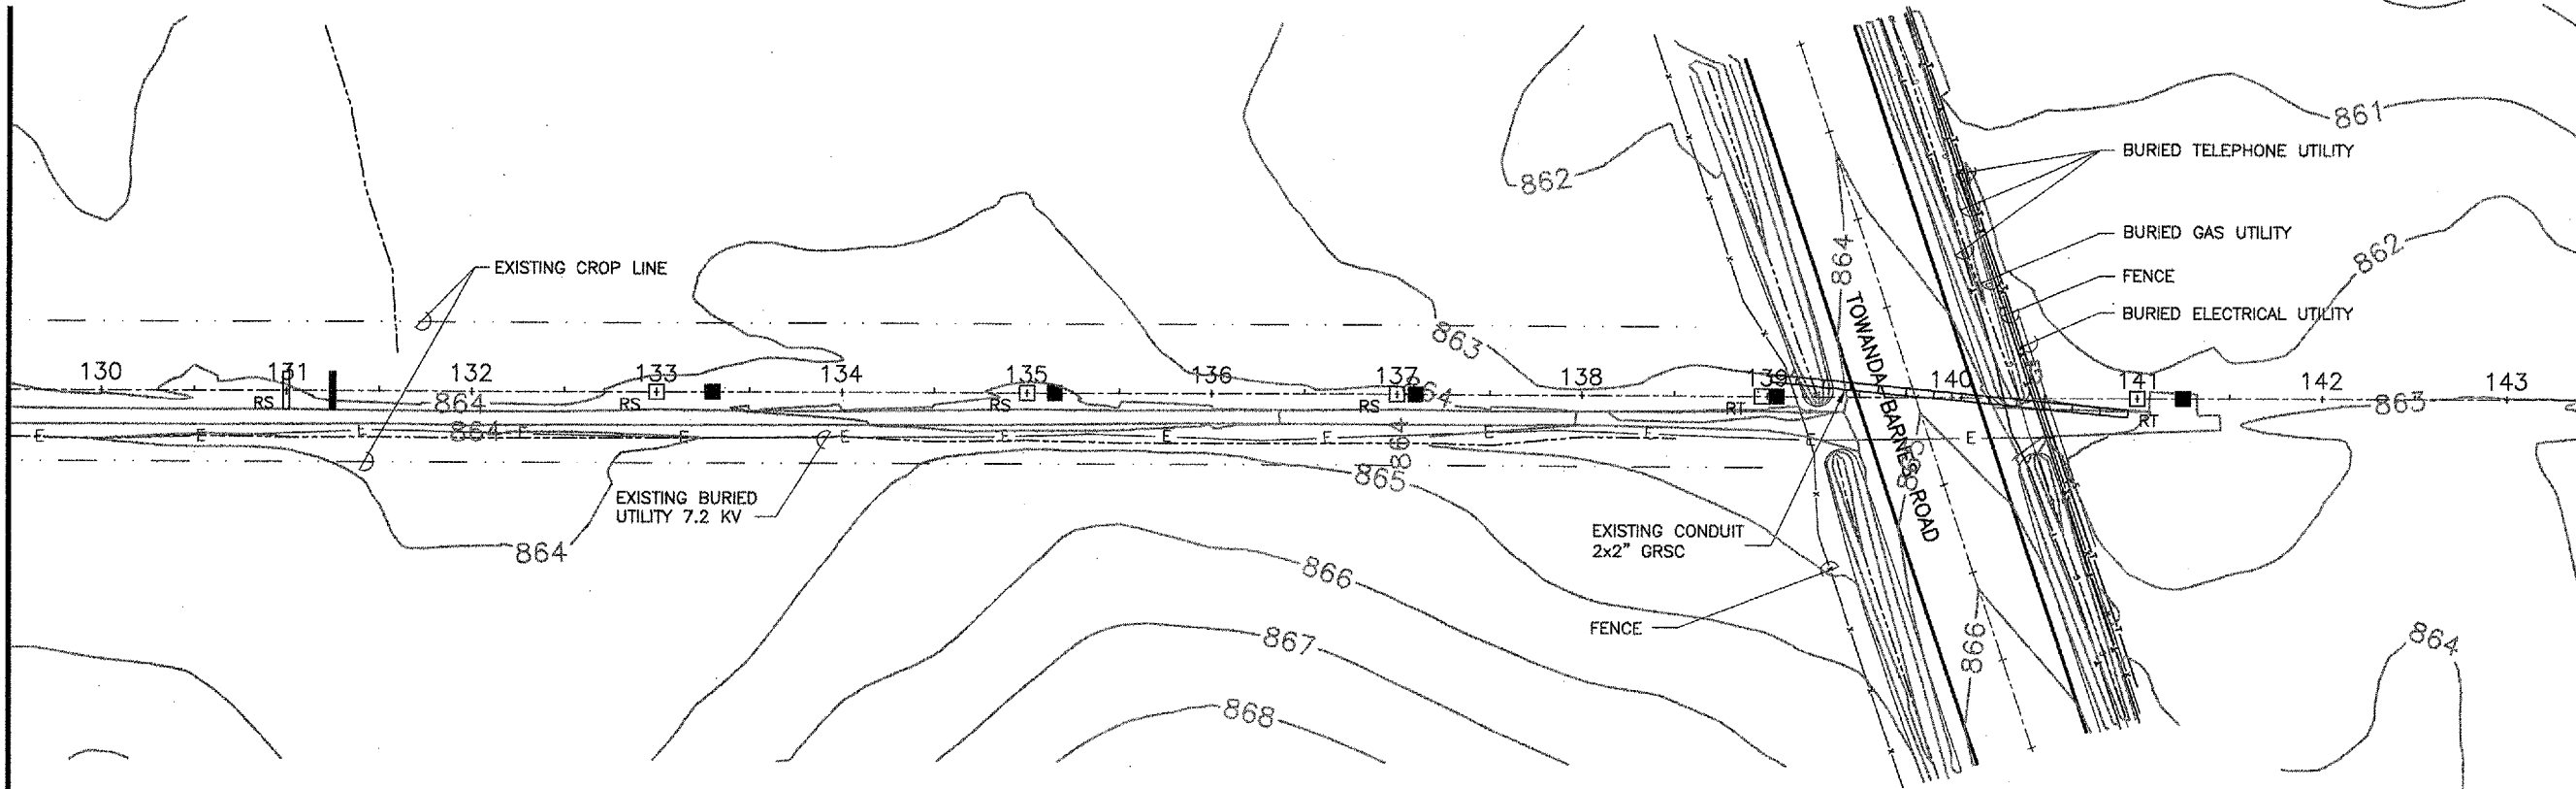 861
BURIED TELEPHONE UTILITY
862
BURIED GAS UTILITY
862
864
EXISTING CROP LINE
FENCE
BURIED ELECTRICAL UTILITY
863
TOWANDA BARNES ROAD
130
131
132
133
134
135
136
137
138
139
140
141
142
143
RS
864
RS
RS
RS
864
RT
RT
863
E E E E E E E E E E E E E
864
864
865
EXISTING BURIED
UTILITY 7.2 KV
864
EXISTING CONDUIT
2x2" GRSC
866
FENCE
867
866
864
868